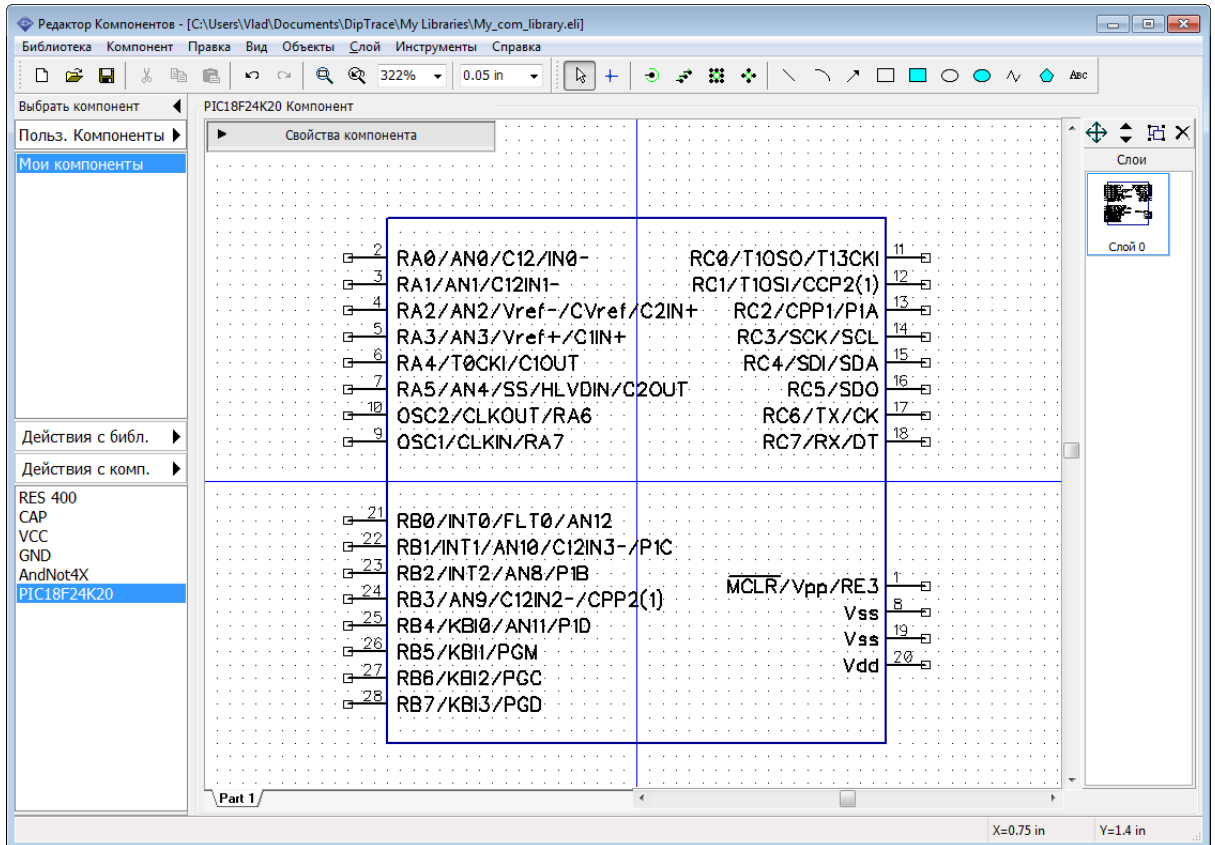 Редактор Компонентов - [C:\Users\Vlad\Documents\DipTrace\My Libraries\My_com_library.eli]
Библиотека Компонент Правка Вид Объекты Слой Инструменты Справка
322% 0.05 in ABC
Выбрать компонент
PIC18F24K20 Компонент
Польз. Компоненты
Свойства компонента
Мои компоненты
Слои
Слой 0
2 RA0/AN0/C12/IN0- RC0/T1OSO/T13CKI 11
3 RA1/AN1/C12IN1- RC1/T1OSI/CCP2(1) 12
4 RA2/AN2/Vref-/CVref/C2IN+ RC2/CPP1/P1A 13
5 RA3/AN3/Vref+/C1IN+ RC3/SCK/SCL 14
6 RA4/T0CKI/C1OUT RC4/SDI/SDA 15
7 RA5/AN4/SS/HLVDIN/C2OUT RC5/SDO 16
10 OSC2/CLKOUT/RA6 RC6/TX/CK 17
9 OSC1/CLKIN/RA7 RC7/RX/DT 18
21 RB0/INT0/FLT0/AN12
22 RB1/INT1/AN10/C12IN3-/P1C
23 RB2/INT2/AN8/P1B
24 RB3/AN9/C12IN2-/CPP2(1)
25 RB4/KBI0/AN11/P1D
26 RB5/KBI1/PGM
27 RB6/KBI2/PGC
28 RB7/KBI3/PGD
MCLR/Vpp/RE3 1
Vss 8
Vss 19
Vdd 20
Действия с библ.
Действия с комп.
RES 400
CAP
VCC
GND
AndNot4X
PIC18F24K20
Part 1
X=0.75 in Y=1.4 in